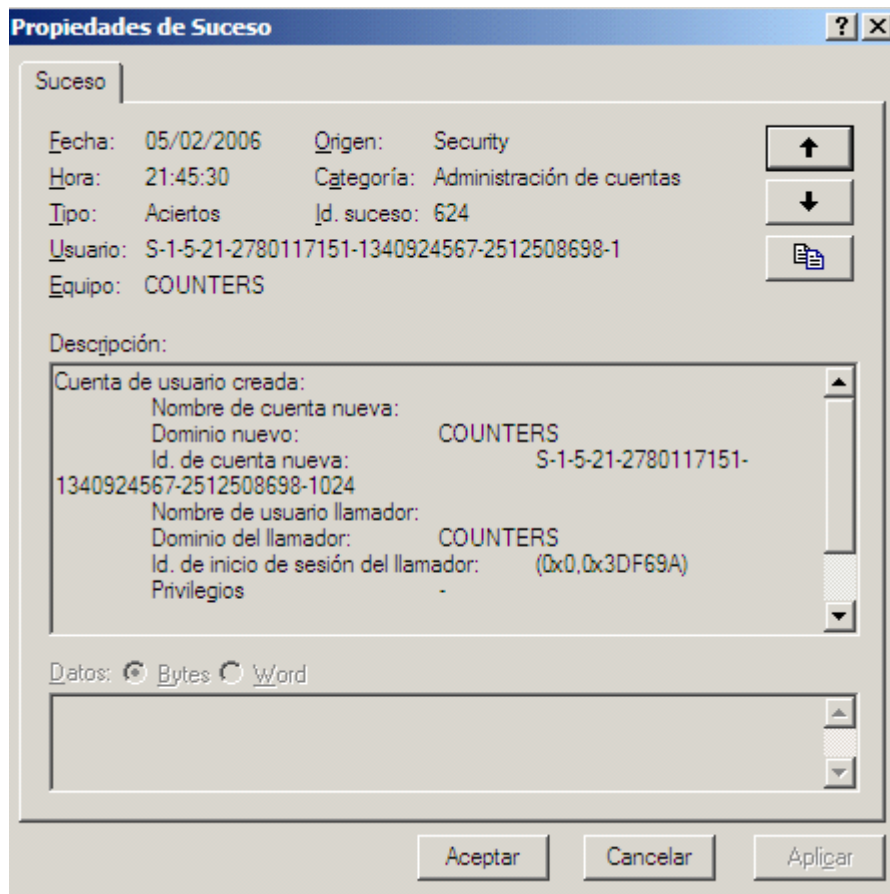 Propiedades de Suceso
Suceso
Fecha: 05/02/2006 Origen: Security
Hora: 21:45:30 Categoría: Administración de cuentas
Tipo: Aciertos Id. suceso: 624
Usuario: S-1-5-21-2780117151-1340924567-2512508698-1
Equipo: COUNTERS
Descripción:
Cuenta de usuario creada:
Nombre de cuenta nueva:
Dominio nuevo: COUNTERS
Id. de cuenta nueva: S-1-5-21-2780117151-
1340924567-2512508698-1024
Nombre de usuario llamador:
Dominio del llamador: COUNTERS
Id. de inicio de sesión del llamador: (0x0,0x3DF69A)
Privilegios -
Datos: Bytes Word
Aceptar Cancelar Aplicar